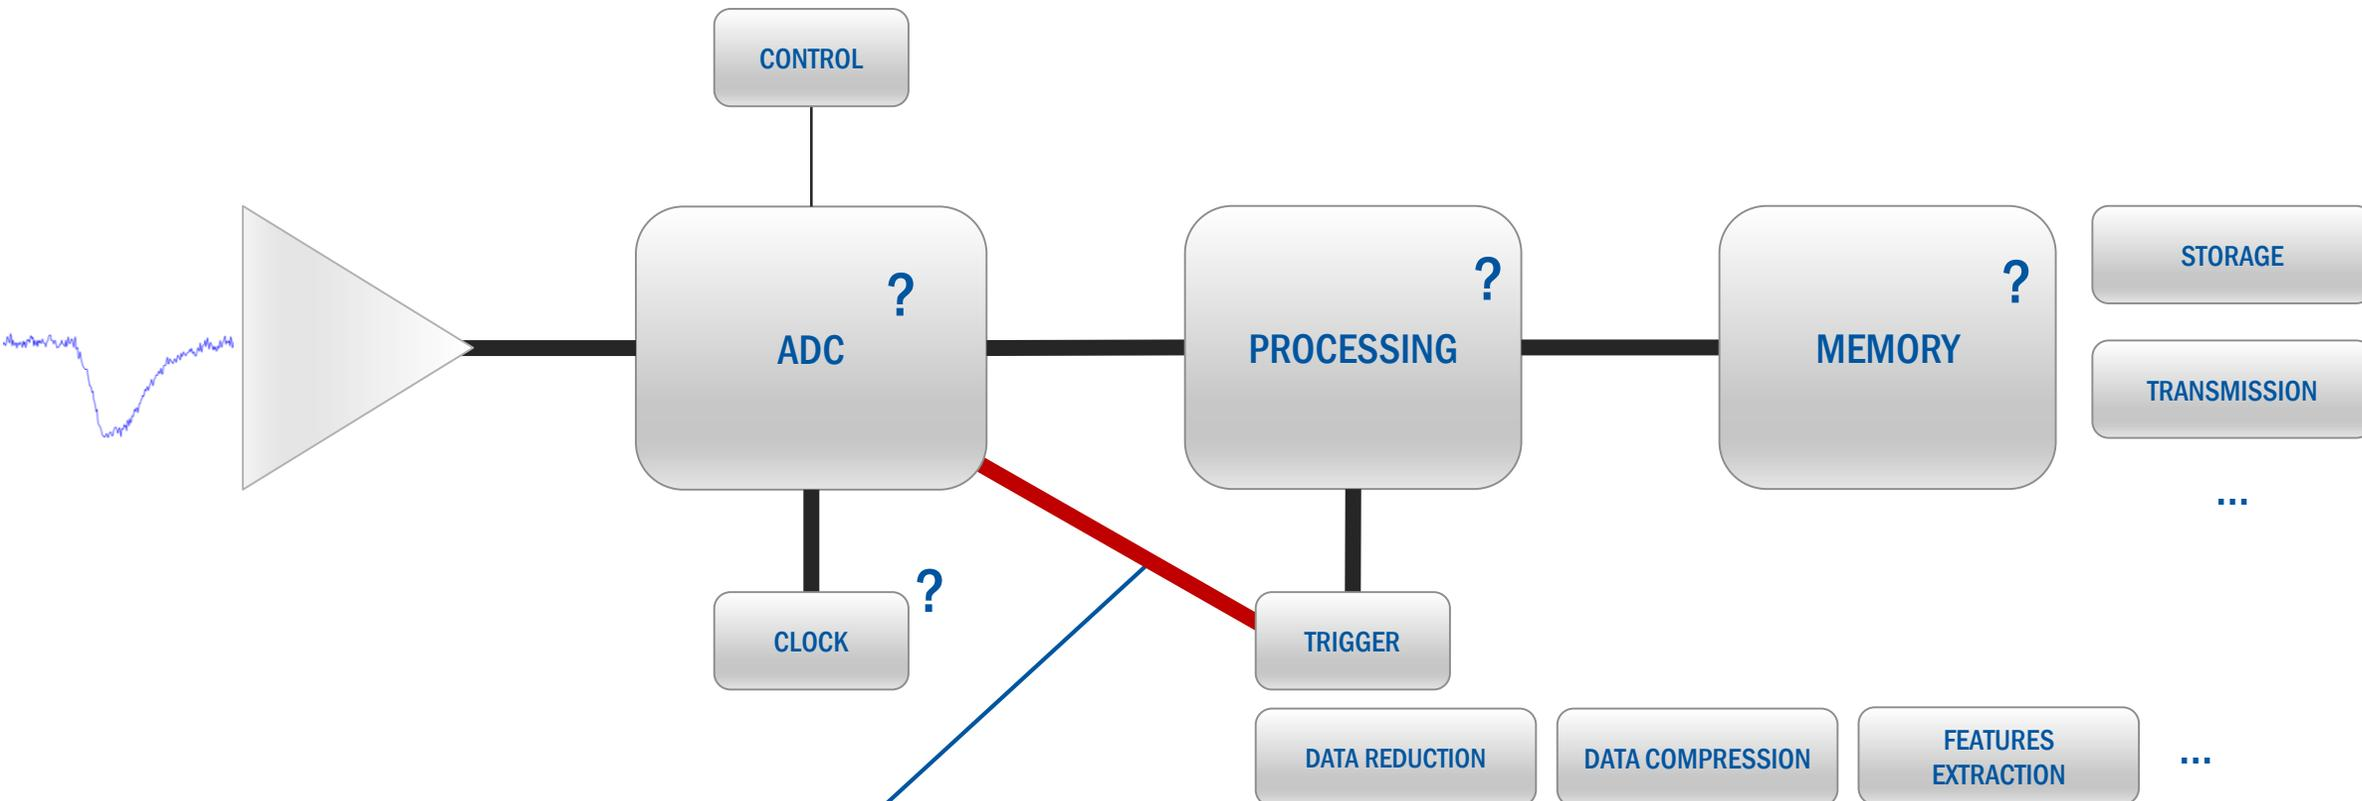 CONTROL
?
ADC
?
PROCESSING
?
MEMORY
STORAGE
TRANSMISSION
...
CLOCK
?
TRIGGER
DATA REDUCTION
DATA COMPRESSION
FEATURES
EXTRACTION
...